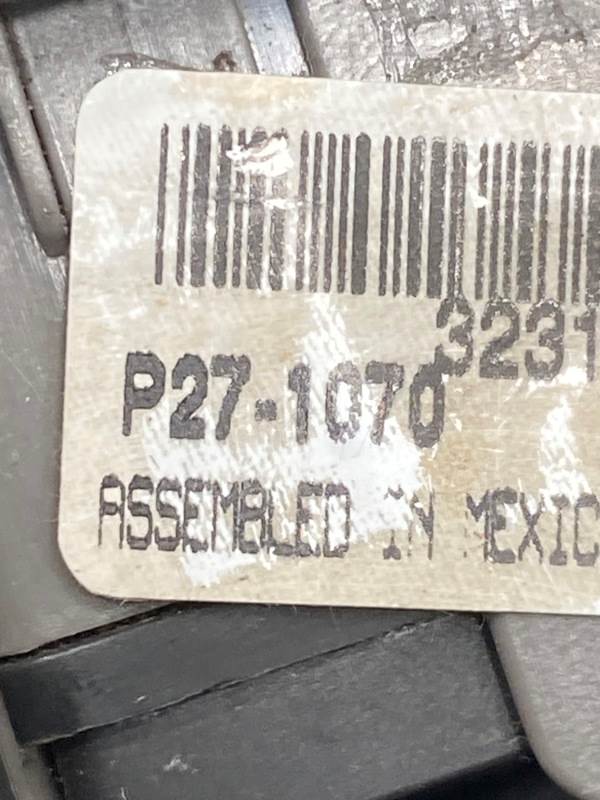 3231
P27-1070
ASSEMBLED IN MEXICO